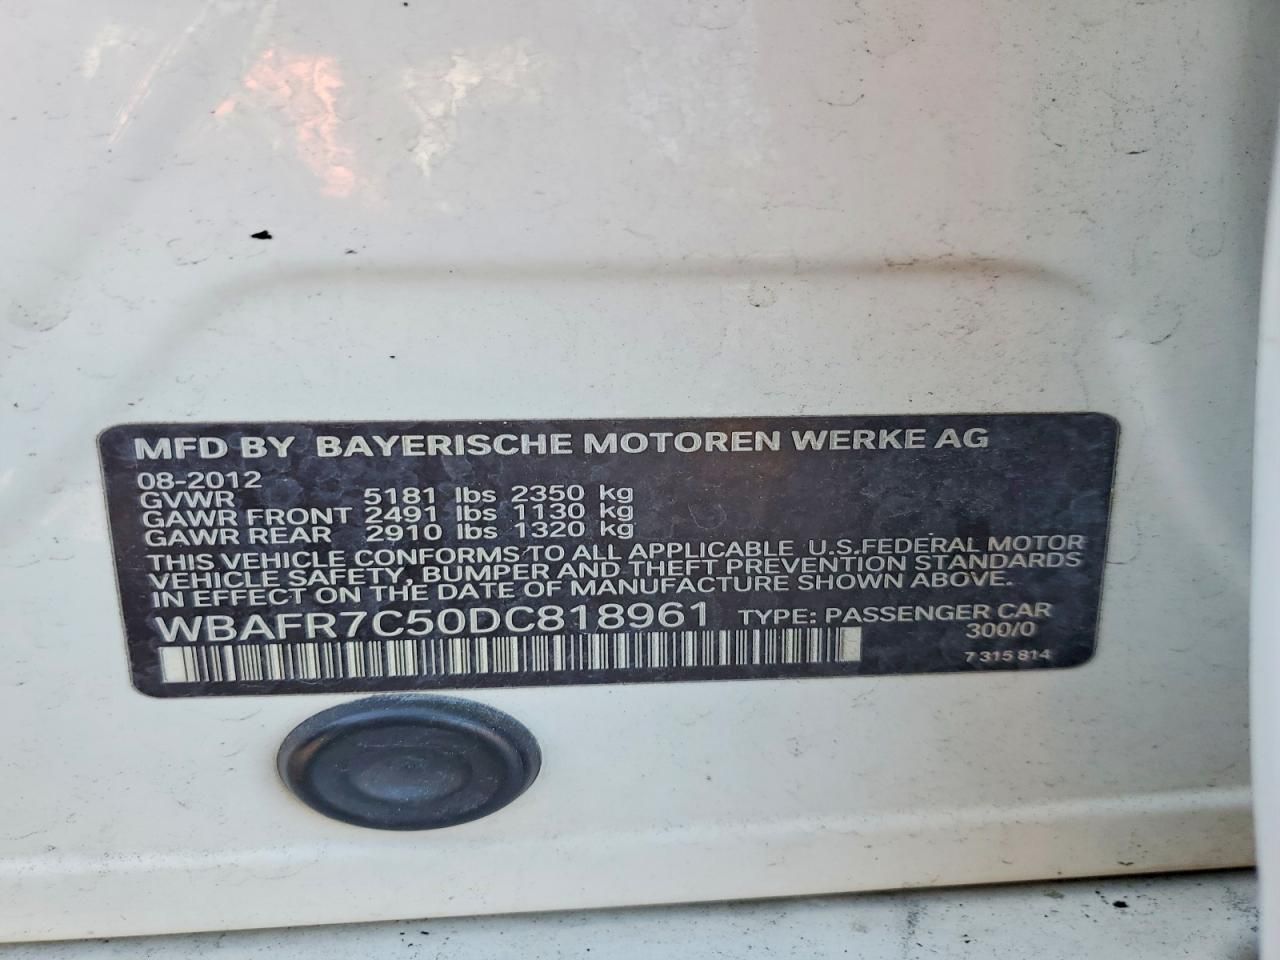 MFD BY BAYERISCHE MOTOREN WERKE AG
08-2012
GVWR 5181 lbs 2350 kg
GAWR FRONT 2491 lbs 1130 kg
GAWR REAR 2910 lbs 1320 kg
THIS VEHICLE CONFORMS TO ALL APPLICABLE U.S.FEDERAL MOTOR
VEHICLE SAFETY, BUMPER AND THEFT PREVENTION STANDARDS
IN EFFECT ON THE DATE OF MANUFACTURE SHOWN ABOVE.
WBAFR7C50DC818961 TYPE: PASSENGER CAR
300/0
7 315 814